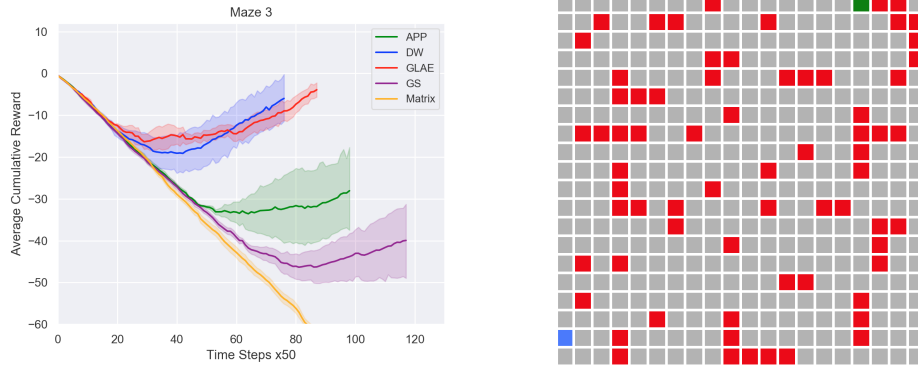 Maze 3
10
0
−10
−20
−30
−40
−50
−60
0 20 40 60 80 100 120
Average Cumulative Reward
Time Steps x50
APP
DW
GLAE
GS
Matrix